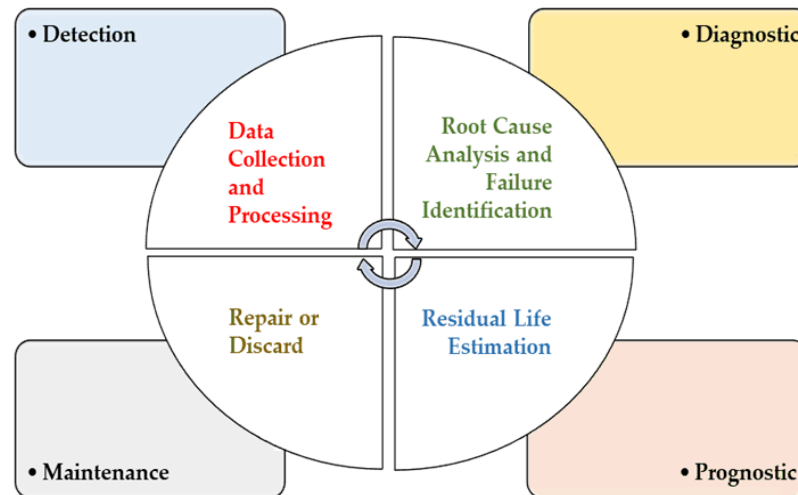 • Detection
• Diagnostic
Data
Collection
and
Processing
Root Cause
Analysis and
Failure
Identification
Repair or
Discard
Residual Life
Estimation
• Maintenance
• Prognostic